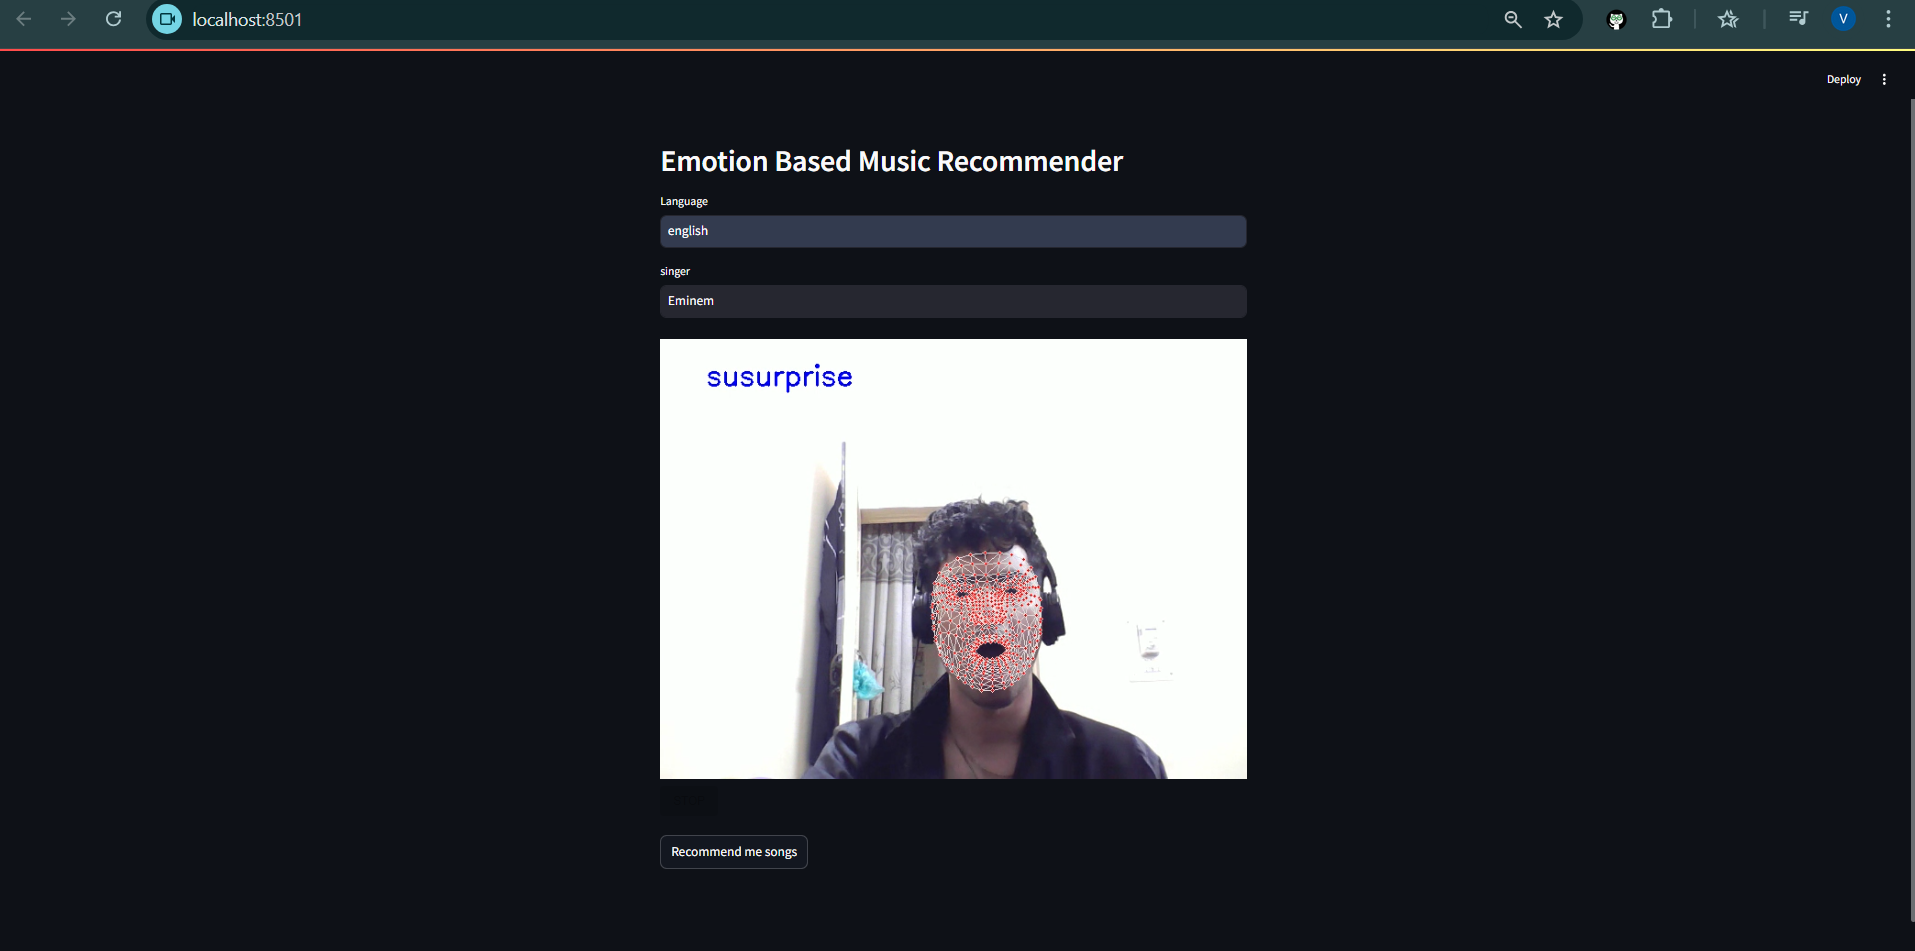 localhost:8501
V
Deploy
Emotion Based Music Recommender
Language
english
singer
Eminem
susurprise
Recommend me songs